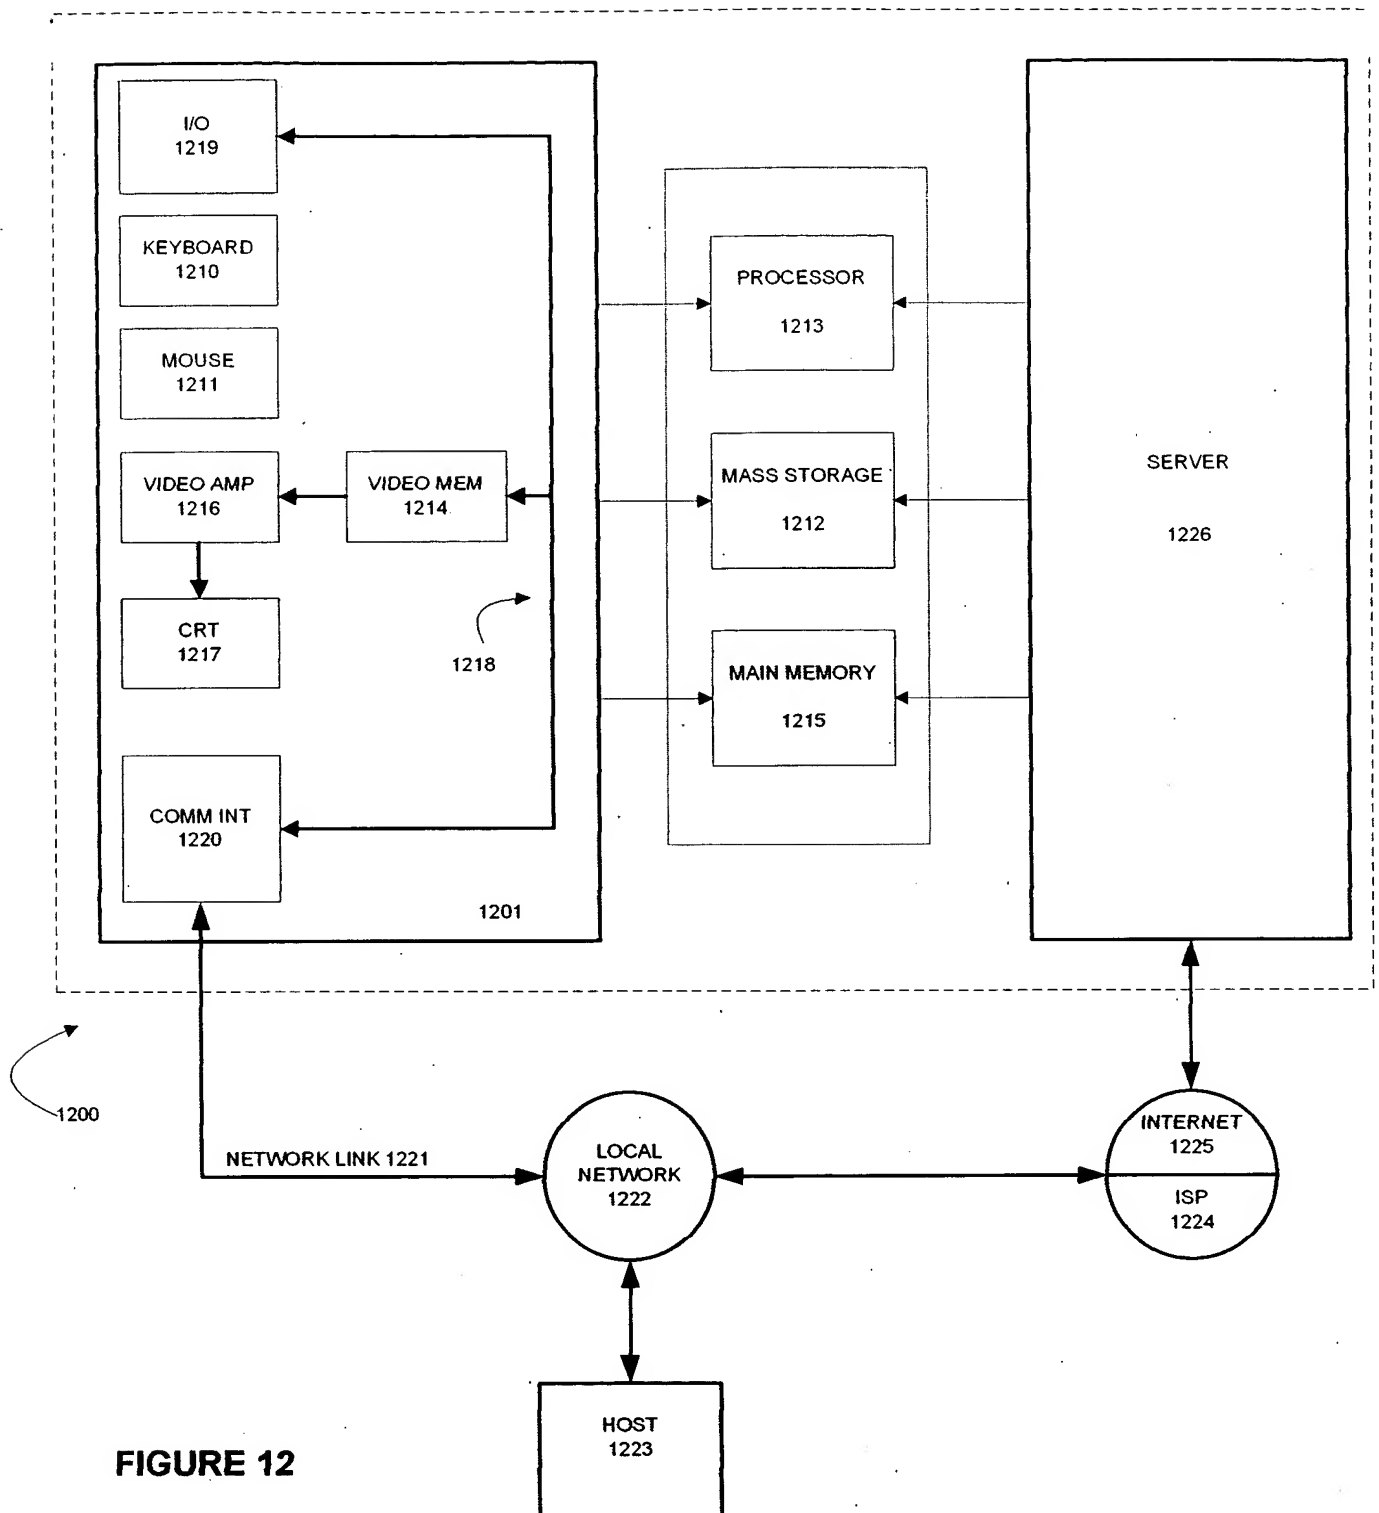 I/O
1219
KEYBOARD
1210
MOUSE
1211
VIDEO AMP
1216
VIDEO MEM
1214
CRT
1217
1218
COMM INT
1220
1201
PROCESSOR
1213
MASS STORAGE
1212
MAIN MEMORY
1215
SERVER
1226
1200
NETWORK LINK 1221
LOCAL
NETWORK
1222
INTERNET
1225
ISP
1224
HOST
1223
FIGURE 12